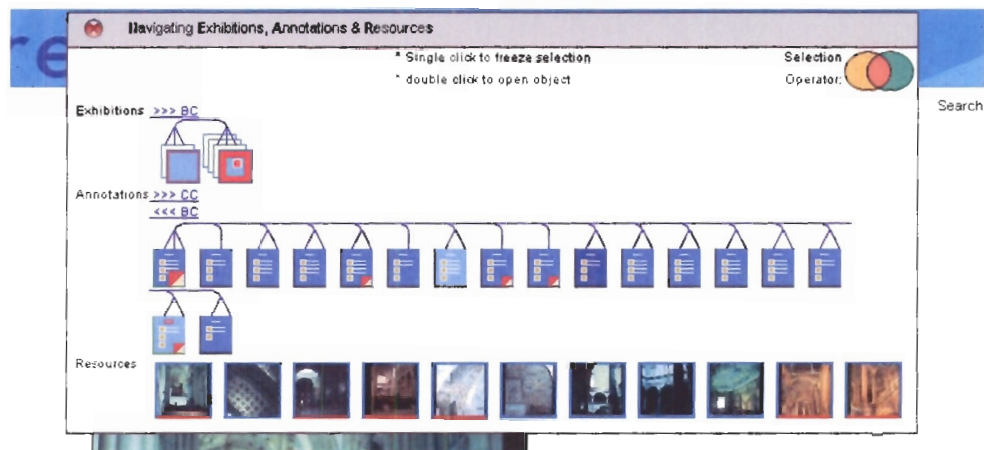 re
Navigating Exhibitions, Annotations & Resources
* Single click to freeze selection
Selection
* double click to open object
Operator:
Search
Exhibitions >>> BC
Annotations >>> CC
<<< BC
Resources